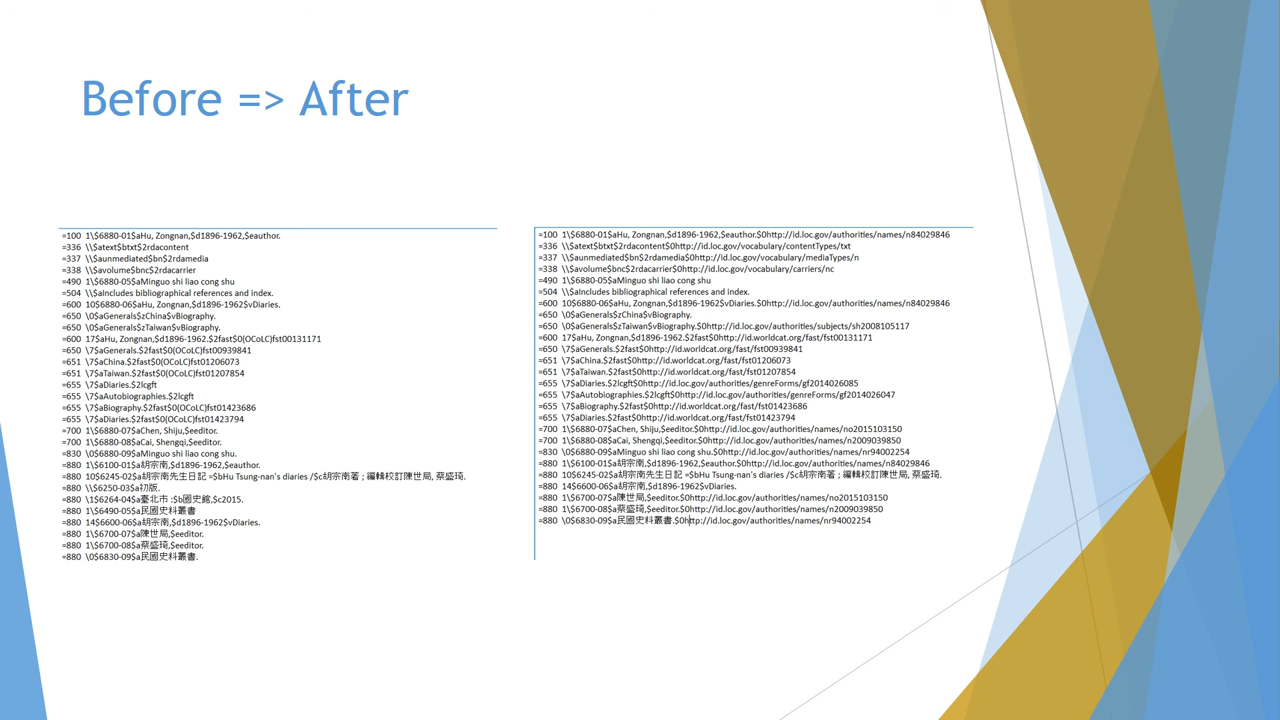 Before => After
=100 1\$6880-01$aHu, Zongnan,$d1896-1962,$eauthor.
=336 \\$atext$btxt$2rdacontent
=337 \\$aunmediated$bn$2rdamedia
=338 \\$avolume$bnc$2rdacarrier
=490 1\$6880-05$aMinguo shi liao cong shu
=504 \\$aIncludes bibliographical references and index.
=600 10$6880-06$aHu, Zongnan,$d1896-1962$vDiaries.
=650 \0$aGenerals$zChina$vBiography.
=650 \0$aGenerals$zTaiwan$vBiography.
=600 17$aHu, Zongnan,$d1896-1962.$2fast$0(OCoLC)fst00131171
=650 \7$aGenerals.$2fast$0(OCoLC)fst00939841
=651 \7$aChina.$2fast$0(OCoLC)fst01206073
=651 \7$aTaiwan.$2fast$0(OCoLC)fst01207854
=655 \7$aDiaries.$2lcgft
=655 \7$aAutobiographies.$2lcgft
=655 \7$aBiography.$2fast$0(OCoLC)fst01423686
=655 \7$aDiaries.$2fast$0(OCoLC)fst01423794
=700 1\$6880-07$aChen, Shiju,$eeditor.
=700 1\$6880-08$aCai, Shengqi,$eeditor.
=830 \0$6880-09$aMinguo shi liao cong shu.
=880 1\$6100-01$a胡宗南,$d1896-1962,$eauthor.
=880 10$6245-02$a胡宗南先生日記 =$bHu Tsung-nan's diaries /$c胡宗南著 ; 編輯校訂陳世局, 蔡盛琦.
=880 \\$6250-03$a初版.
=880 \1$6264-04$a臺北市 :$b國史館,$c2015.
=880 1\$6490-05$a民國史料叢書
=880 14$6600-06$a胡宗南,$d1896-1962$vDiaries.
=880 1\$6700-07$a陳世局,$eeditor.
=880 1\$6700-08$a蔡盛琦,$eeditor.
=880 \0$6830-09$a民國史料叢書.
=100 1\$6880-01$aHu, Zongnan,$d1896-1962,$eauthor.$0http://id.loc.gov/authorities/names/n84029846
=336 \\$atext$btxt$2rdacontent$0http://id.loc.gov/vocabulary/contentTypes/txt
=337 \\$aunmediated$bn$2rdamedia$0http://id.loc.gov/vocabulary/mediaTypes/n
=338 \\$avolume$bnc$2rdacarrier$0http://id.loc.gov/vocabulary/carriers/nc
=490 1\$6880-05$aMinguo shi liao cong shu
=504 \\$aIncludes bibliographical references and index.
=600 10$6880-06$aHu, Zongnan,$d1896-1962$vDiaries.$0http://id.loc.gov/authorities/names/n84029846
=650 \0$aGenerals$zChina$vBiography.
=650 \0$aGenerals$zTaiwan$vBiography.$0http://id.loc.gov/authorities/subjects/sh2008105117
=600 17$aHu, Zongnan,$d1896-1962.$2fast$0http://id.worldcat.org/fast/fst00131171
=650 \7$aGenerals.$2fast$0http://id.worldcat.org/fast/fst00939841
=651 \7$aChina.$2fast$0http://id.worldcat.org/fast/fst01206073
=651 \7$aTaiwan.$2fast$0http://id.worldcat.org/fast/fst01207854
=655 \7$aDiaries.$2lcgft$0http://id.loc.gov/authorities/genreForms/gf2014026085
=655 \7$aAutobiographies.$2lcgft$0http://id.loc.gov/authorities/genreForms/gf2014026047
=655 \7$aBiography.$2fast$0http://id.worldcat.org/fast/fst01423686
=655 \7$aDiaries.$2fast$0http://id.worldcat.org/fast/fst01423794
=700 1\$6880-07$aChen, Shiju,$eeditor.$0http://id.loc.gov/authorities/names/no2015103150
=700 1\$6880-08$aCai, Shengqi,$eeditor.$0http://id.loc.gov/authorities/names/n2009039850
=830 \0$6880-09$aMinguo shi liao cong shu.$0http://id.loc.gov/authorities/names/nr94002254
=880 1\$6100-01$a胡宗南,$d1896-1962,$eauthor.$0http://id.loc.gov/authorities/names/n84029846
=880 10$6245-02$a胡宗南先生日記 =$bHu Tsung-nan's diaries /$c胡宗南著 ; 編輯校訂陳世局, 蔡盛琦.
=880 14$6600-06$a胡宗南,$d1896-1962$vDiaries.
=880 1\$6700-07$a陳世局,$eeditor.$0http://id.loc.gov/authorities/names/no2015103150
=880 1\$6700-08$a蔡盛琦,$eeditor.$0http://id.loc.gov/authorities/names/n2009039850
=880 \0$6830-09$a民國史料叢書.$0http://id.loc.gov/authorities/names/nr94002254